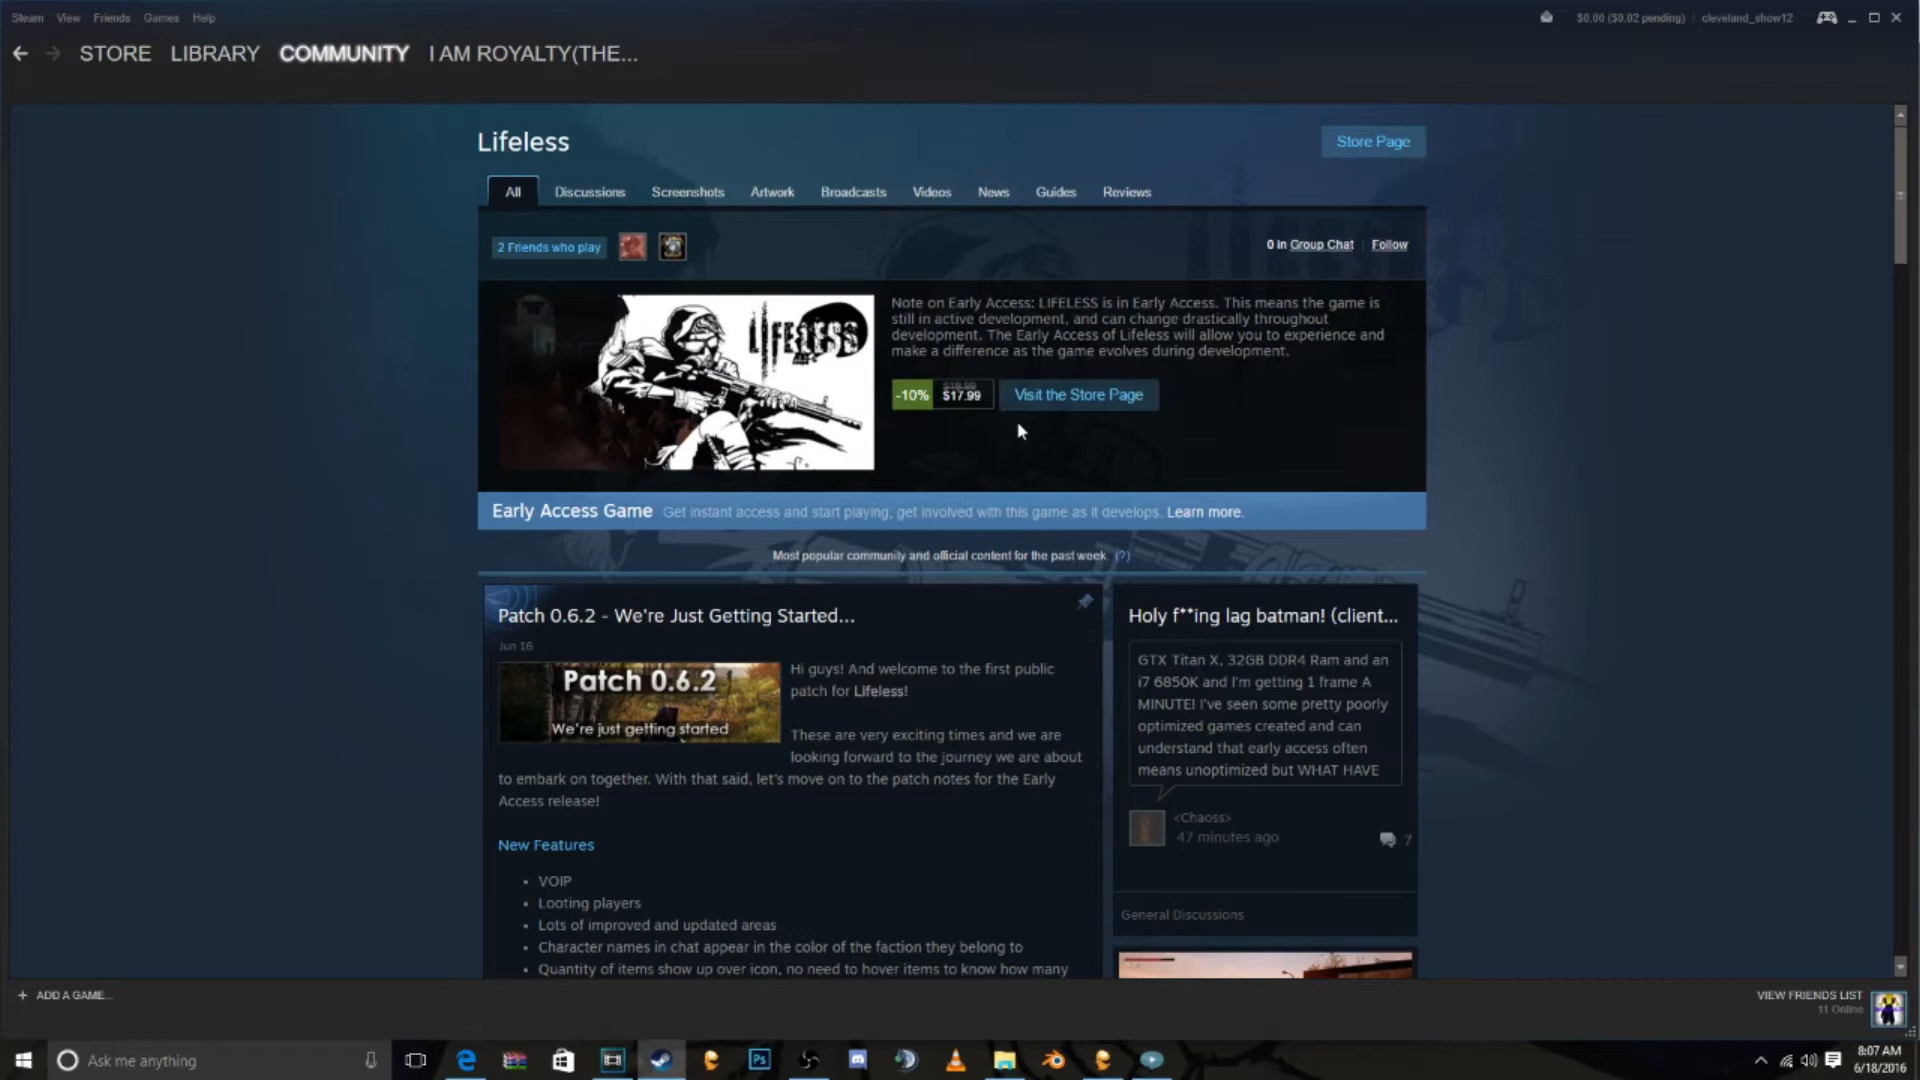 Steam View Friends Games Help
$0.00 ($0.02 pending) cleveland_show12
STORE LIBRARY COMMUNITY I AM ROYALTY(THE...
Lifeless
Store Page
All Discussions Screenshots Artwork Broadcasts Videos News Guides Reviews
2 Friends who play
0 in Group Chat | Follow
LIFELESS
Note on Early Access: LIFELESS is in Early Access. This means the game is
still in active development, and can change drastically throughout
development. The Early Access of Lifeless will allow you to experience and
make a difference as the game evolves during development.
-10% $19.99 $17.99 Visit the Store Page
Early Access Game Get instant access and start playing; get involved with this game as it develops. Learn more.
Most popular community and official content for the past week (?)
Patch 0.6.2 - We're Just Getting Started...
Jun 16
Patch 0.6.2
We're just getting started
Hi guys! And welcome to the first public
patch for Lifeless!
These are very exciting times and we are
looking forward to the journey we are about
to embark on together. With that said, let's move on to the patch notes for the Early
Access release!
New Features
• VOIP
• Looting players
• Lots of improved and updated areas
• Character names in chat appear in the color of the faction they belong to
• Quantity of items show up over icon, no need to hover items to know how many
Holy f**ing lag batman! (client...
GTX Titan X, 32GB DDR4 Ram and an
i7 6850K and I'm getting 1 frame A
MINUTE! I've seen some pretty poorly
optimized games created and can
understand that early access often
means unoptimized but WHAT HAVE
<Chaoss>
47 minutes ago
7
General Discussions
+ ADD A GAME...
VIEW FRIENDS LIST
11 Online
Ask me anything
Ps
8:07 AM
6/18/2016